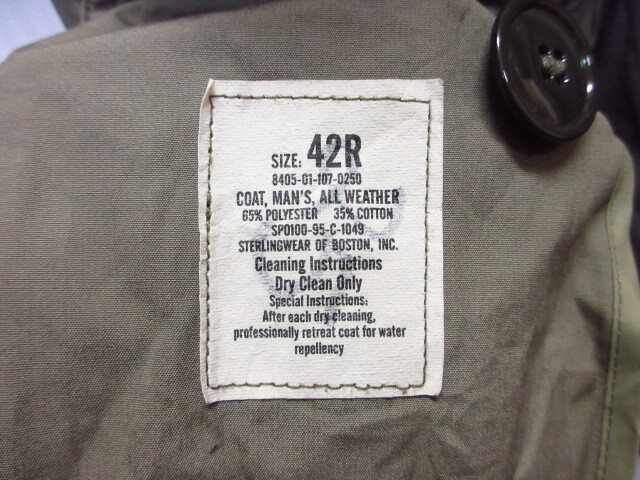 SIZE: 42R
8405-01-107-0250
COAT, MAN'S, ALL WEATHER
65% POLYESTER 35% COTTON
SPO100-95-C-1049
STERLINGWEAR OF BOSTON, INC.
Cleaning Instructions
Dry Clean Only
Special Instructions:
After each dry cleaning,
professionally retreat coat for water
repellency